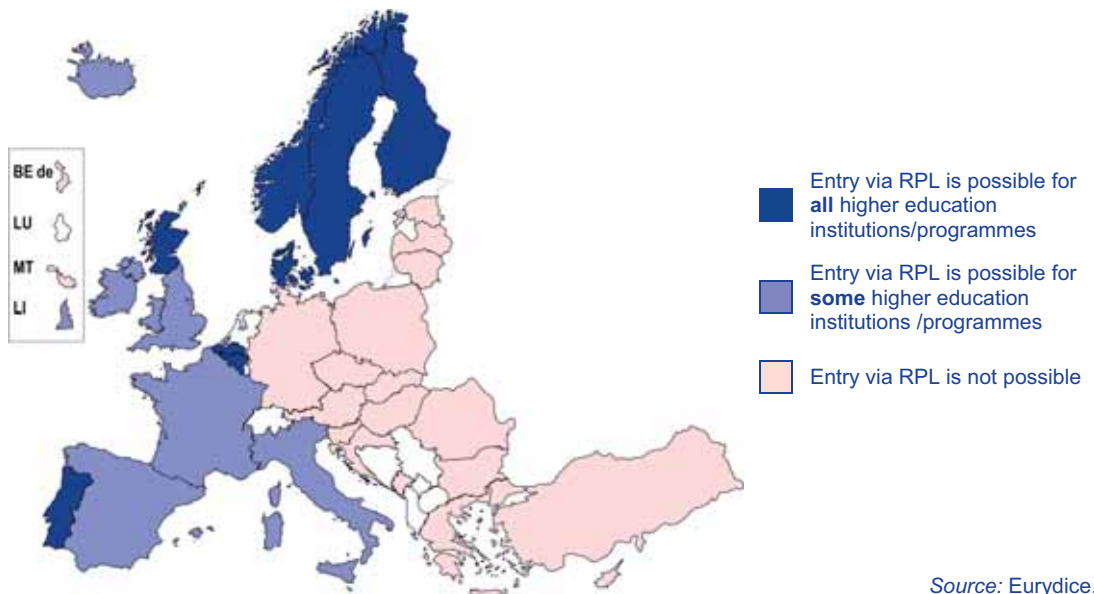 BE de
LU
MT
LI
Entry via RPL is possible for
all higher education
institutions/programmes
Entry via RPL is possible for
some higher education
institutions /programmes
Entry via RPL is not possible
Source: Eurydice.